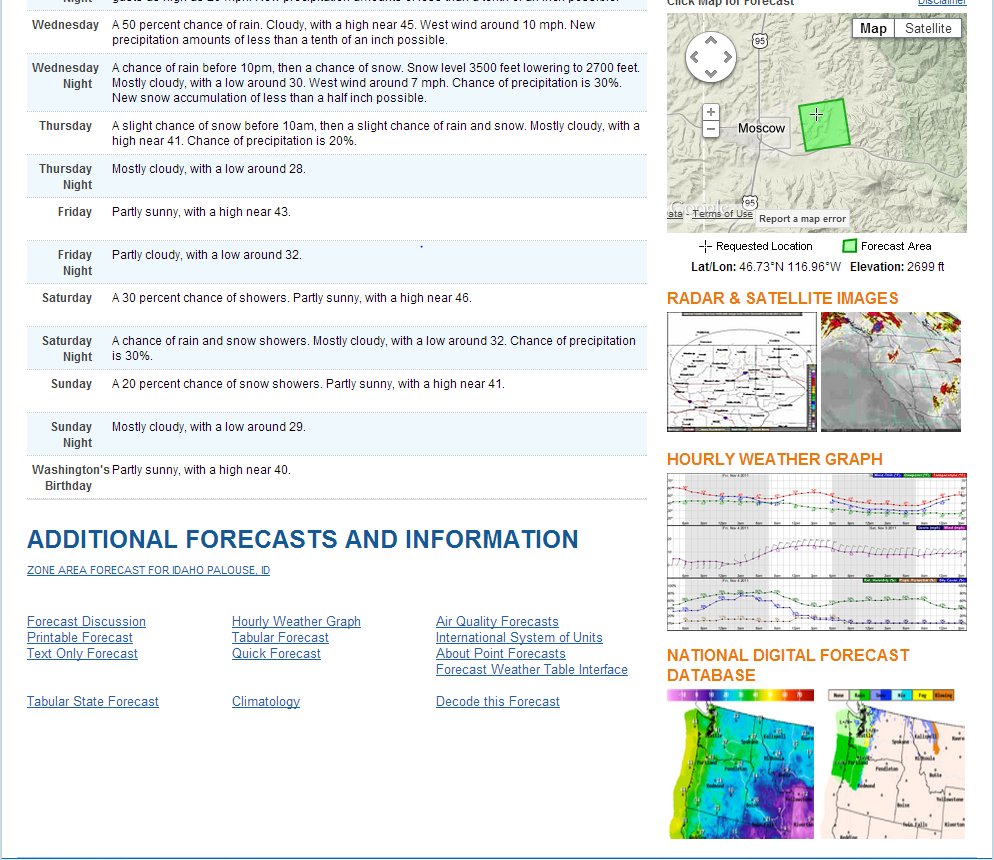 Night
Wednesday
A 50 percent chance of rain. Cloudy, with a high near 45. West wind around 10 mph. New
precipitation amounts of less than a tenth of an inch possible.
Wednesday
Night
A chance of rain before 10pm, then a chance of snow. Snow level 3500 feet lowering to 2700 feet.
Mostly cloudy, with a low around 30. West wind around 7 mph. Chance of precipitation is 30%.
New snow accumulation of less than a half inch possible.
Thursday
A slight chance of snow before 10am, then a slight chance of rain and snow. Mostly cloudy, with a
high near 41. Chance of precipitation is 20%.
Thursday
Night
Mostly cloudy, with a low around 28.
Friday
Partly sunny, with a high near 43.
Friday
Night
Partly cloudy, with a low around 32.
Saturday
A 30 percent chance of showers. Partly sunny, with a high near 46.
Saturday
Night
A chance of rain and snow showers. Mostly cloudy, with a low around 32. Chance of precipitation
is 30%.
Sunday
A 20 percent chance of snow showers. Partly sunny, with a high near 41.
Sunday
Night
Mostly cloudy, with a low around 29.
Washington's
Birthday
Partly sunny, with a high near 40.
ADDITIONAL FORECASTS AND INFORMATION
ZONE AREA FORECAST FOR IDAHO PALOUSE, ID
Forecast Discussion
Printable Forecast
Text Only Forecast
Tabular State Forecast
Hourly Weather Graph
Tabular Forecast
Quick Forecast
Climatology
Air Quality Forecasts
International System of Units
About Point Forecasts
Forecast Weather Table Interface
Decode this Forecast
Click Map for Forecast
Disclaimer
Map
Satellite
95
+
−
Moscow
95
Google
ata - Terms of Use
Report a map error
Requested Location
Forecast Area
Lat/Lon: 46.73°N 116.96°W Elevation: 2699 ft
RADAR & SATELLITE IMAGES
HOURLY WEATHER GRAPH
NATIONAL DIGITAL FORECAST
DATABASE